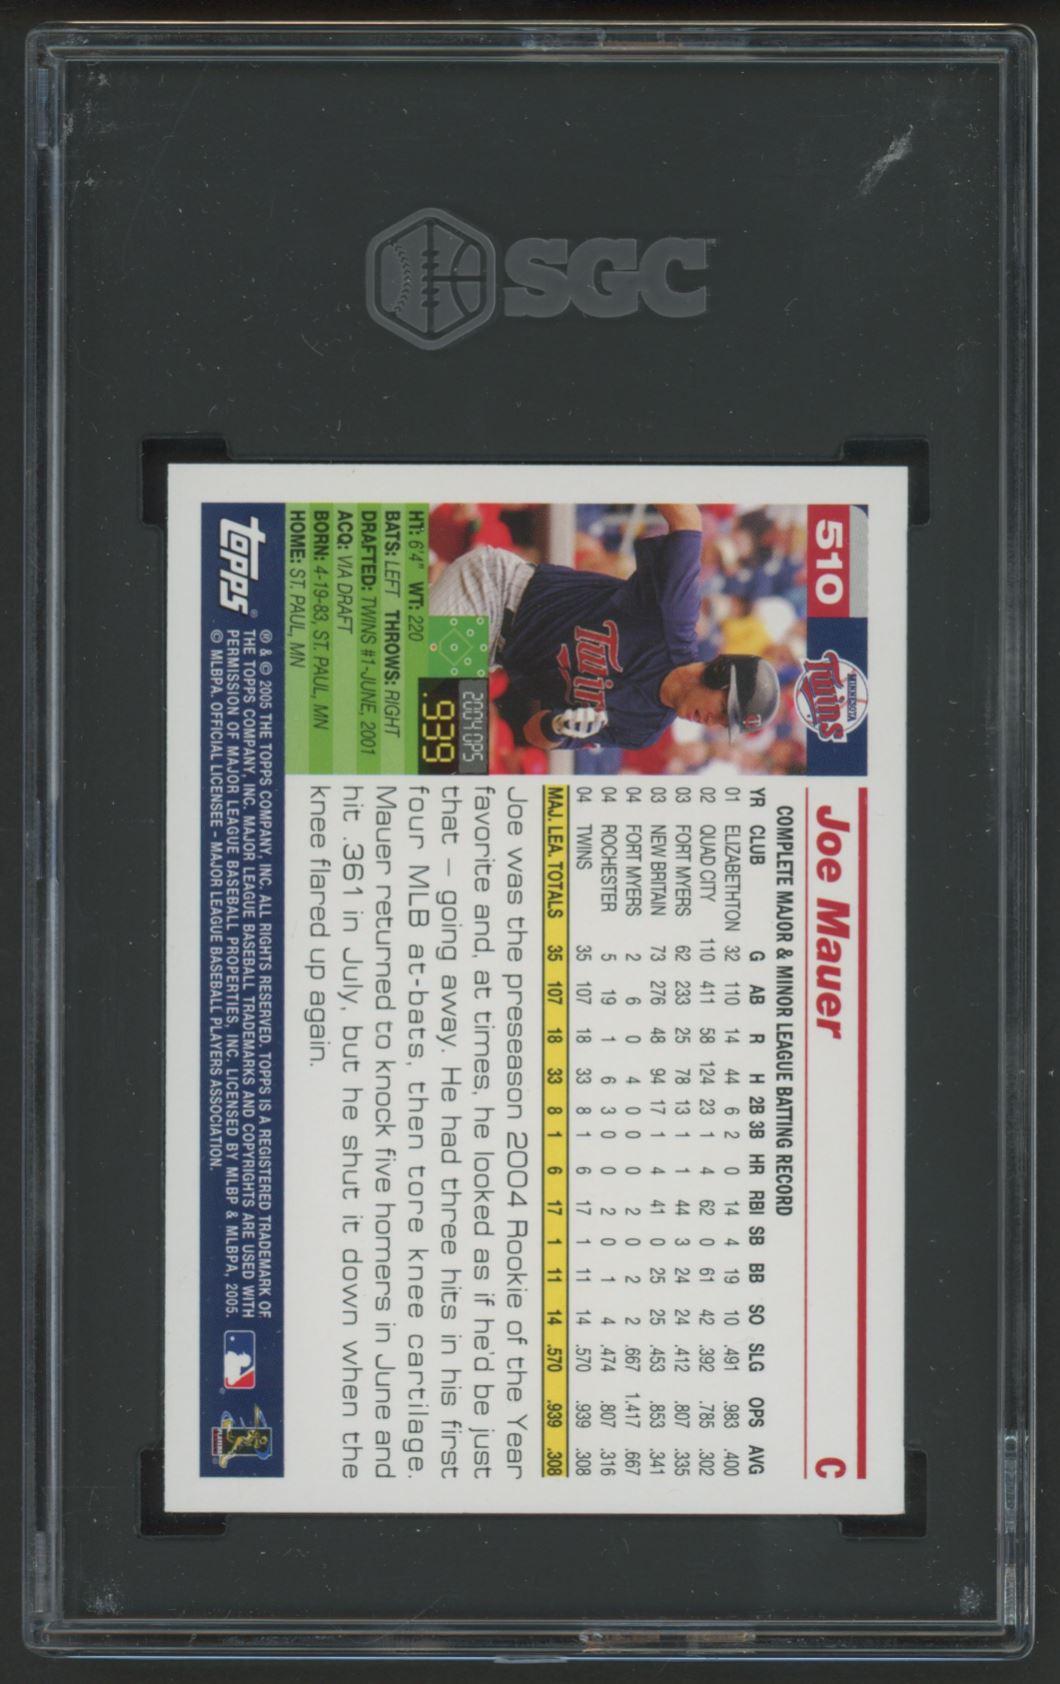 SGC
510
MINNESOTA
Twins
Joe Mauer C
COMPLETE MAJOR & MINOR LEAGUE BATTING RECORD
YR CLUB G AB R H 2B 3B HR RBI SB BB SO SLG OPS AVG
01 ELIZABETHTON 32 110 14 44 6 2 0 14 4 19 10 .491 .983 .400
02 QUAD CITY 110 411 58 124 23 1 4 62 0 61 42 .392 .785 .302
03 FORT MYERS 62 233 25 78 13 1 1 44 3 24 24 .412 .807 .335
03 NEW BRITAIN 73 276 48 94 17 1 4 41 0 25 25 .453 .853 .341
04 FORT MYERS 2 6 0 4 0 0 0 2 0 2 2 .667 1.417 .667
04 ROCHESTER 5 19 1 6 3 0 0 2 0 1 4 .474 .807 .316
04 TWINS 35 107 18 33 8 1 6 17 1 11 14 .570 .939 .308
MAJ. LEA. TOTALS 35 107 18 33 8 1 6 17 1 11 14 .570 .939 .308
Joe was the preseason 2004 Rookie of the Year
favorite and, at times, he looked as if he'd be just
that – going away. He had three hits in his first
four MLB at-bats, then tore knee cartilage.
Mauer returned to knock five homers in June and
hit .361 in July, but he shut it down when the
knee flared up again.
Twins
T
2004 OPS
.939
HT: 6'4" WT: 220
BATS: LEFT THROWS: RIGHT
DRAFTED: TWINS #1-JUNE, 2001
ACQ: VIA DRAFT
BORN: 4-19-83, ST. PAUL, MN
HOME: ST. PAUL, MN
topps®
® & © 2005 THE TOPPS COMPANY, INC. ALL RIGHTS RESERVED. TOPPS IS A REGISTERED TRADEMARK OF
THE TOPPS COMPANY, INC. MAJOR LEAGUE BASEBALL TRADEMARKS AND COPYRIGHTS ARE USED WITH
PERMISSION OF MAJOR LEAGUE BASEBALL PROPERTIES, INC. LICENSED BY MLBP & MLBPA, 2005.
© MLBPA. OFFICIAL LICENSEE - MAJOR LEAGUE BASEBALL PLAYERS ASSOCIATION.